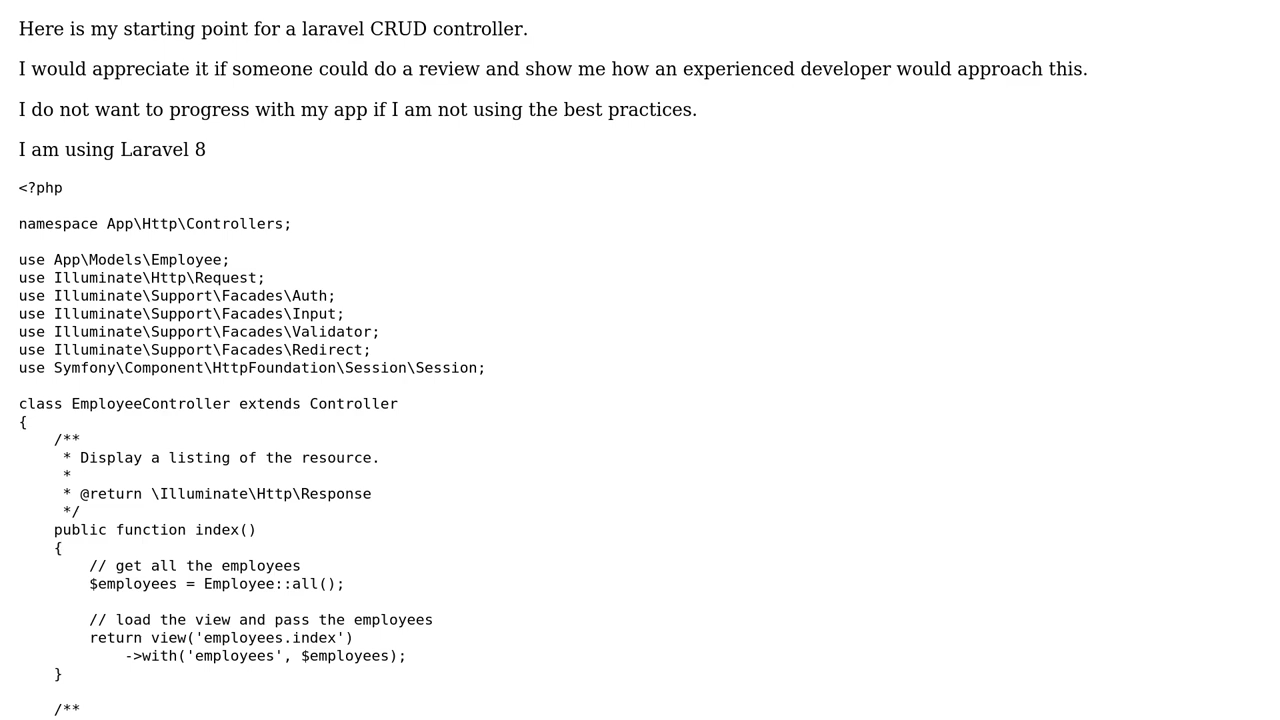 Here is my starting point for a laravel CRUD controller.
I would appreciate it if someone could do a review and show me how an experienced developer would approach this.
I do not want to progress with my app if I am not using the best practices.
I am using Laravel 8
<?php

namespace App\Http\Controllers;

use App\Models\Employee;
use Illuminate\Http\Request;
use Illuminate\Support\Facades\Auth;
use Illuminate\Support\Facades\Input;
use Illuminate\Support\Facades\Validator;
use Illuminate\Support\Facades\Redirect;
use Symfony\Component\HttpFoundation\Session\Session;

class EmployeeController extends Controller
{
    /**
     * Display a listing of the resource.
     *
     * @return \Illuminate\Http\Response
     */
    public function index()
    {
        // get all the employees
        $employees = Employee::all();

        // load the view and pass the employees
        return view('employees.index')
            ->with('employees', $employees);
    }

    /**